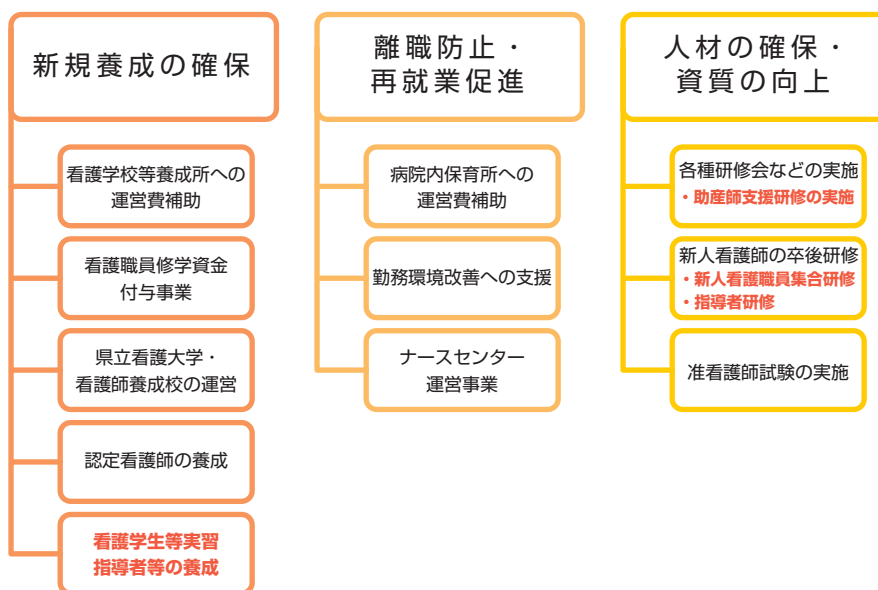 新規養成の確保
看護学校等養成所への
運営費補助
看護職員修学資金
付与事業
県立看護大学・
看護師養成校の運営
認定看護師の養成
看護学生等実習
指導者等の養成
離職防止・
再就業促進
病院内保育所への
運営費補助
勤務環境改善への支援
ナースセンター
運営事業
人材の確保・
資質の向上
各種研修会などの実施
・助産師支援研修の実施
新人看護師の卒後研修
・新人看護職員集合研修
・指導者研修
准看護師試験の実施